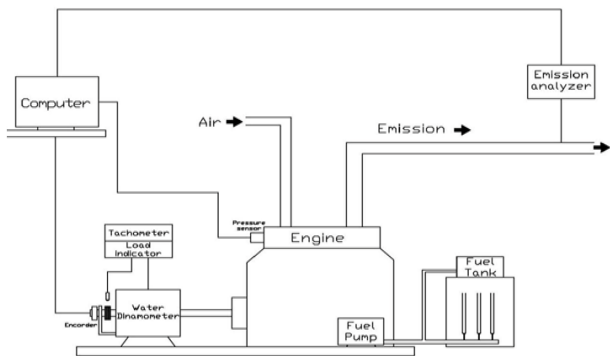 Emission
analyzer
Computer
Air
Emission
Pressure
sensor
Engine
Tachometer
Load
indicator
Fuel
Tank
Water
Dinamometer
Encorder
Fuel
Pump